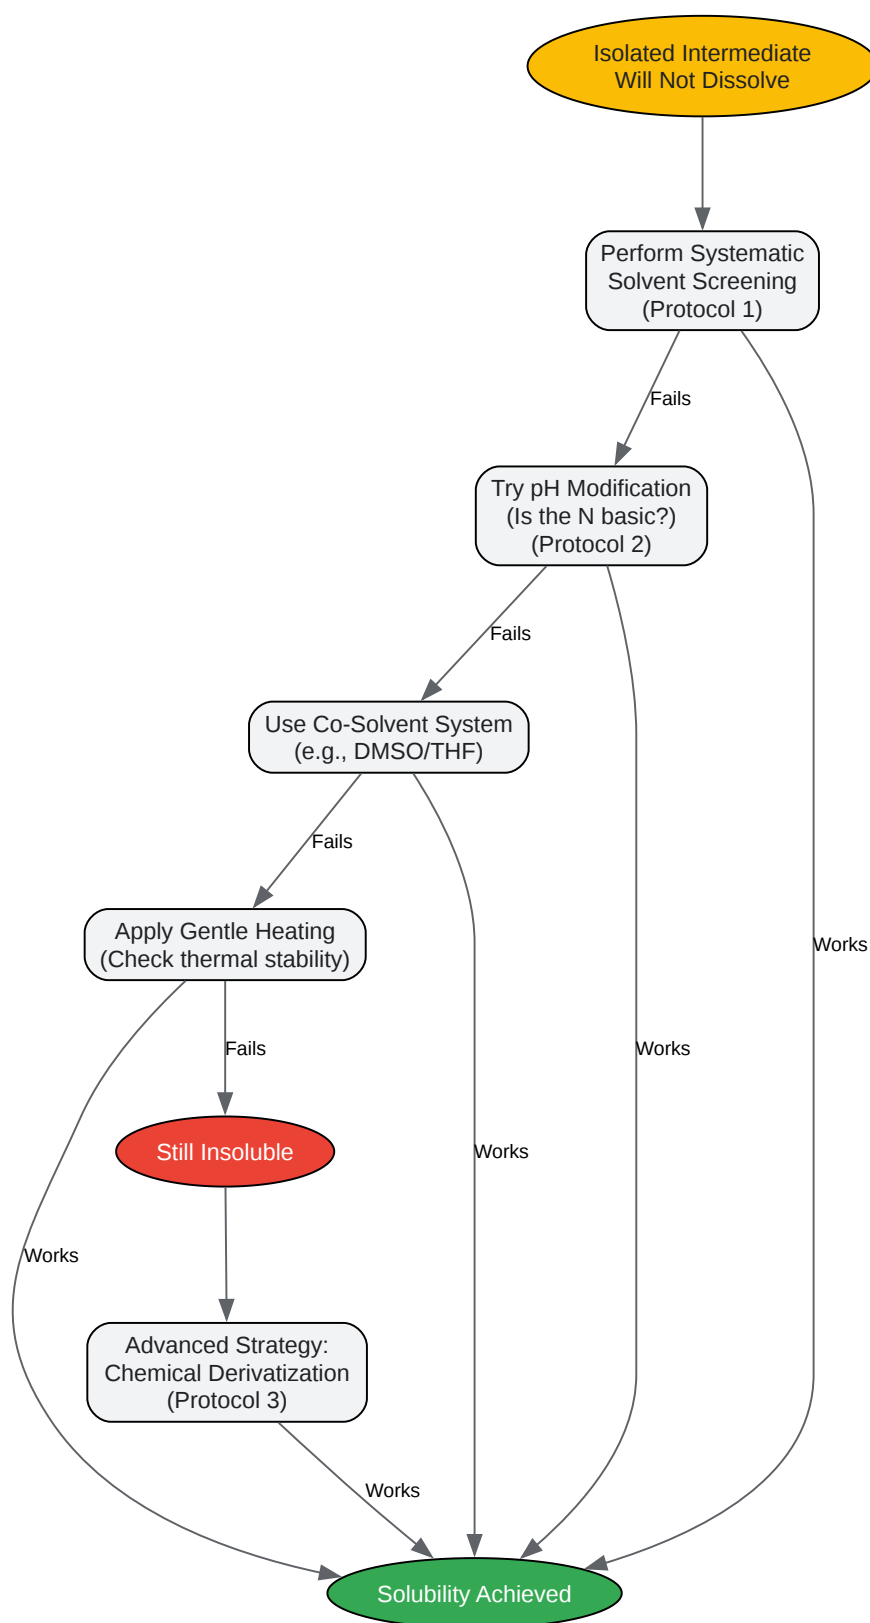 Isolated Intermediate
Will Not Dissolve
Perform Systematic
Solvent Screening
(Protocol 1)
Fails
Try pH Modification
(Is the N basic?)
(Protocol 2)
Fails
Use Co-Solvent System
(e.g., DMSO/THF)
Fails
Apply Gentle Heating
(Check thermal stability)
Works
Fails
Works
Still Insoluble
Works
Works
Advanced Strategy:
Chemical Derivatization
(Protocol 3)
Works
Solubility Achieved